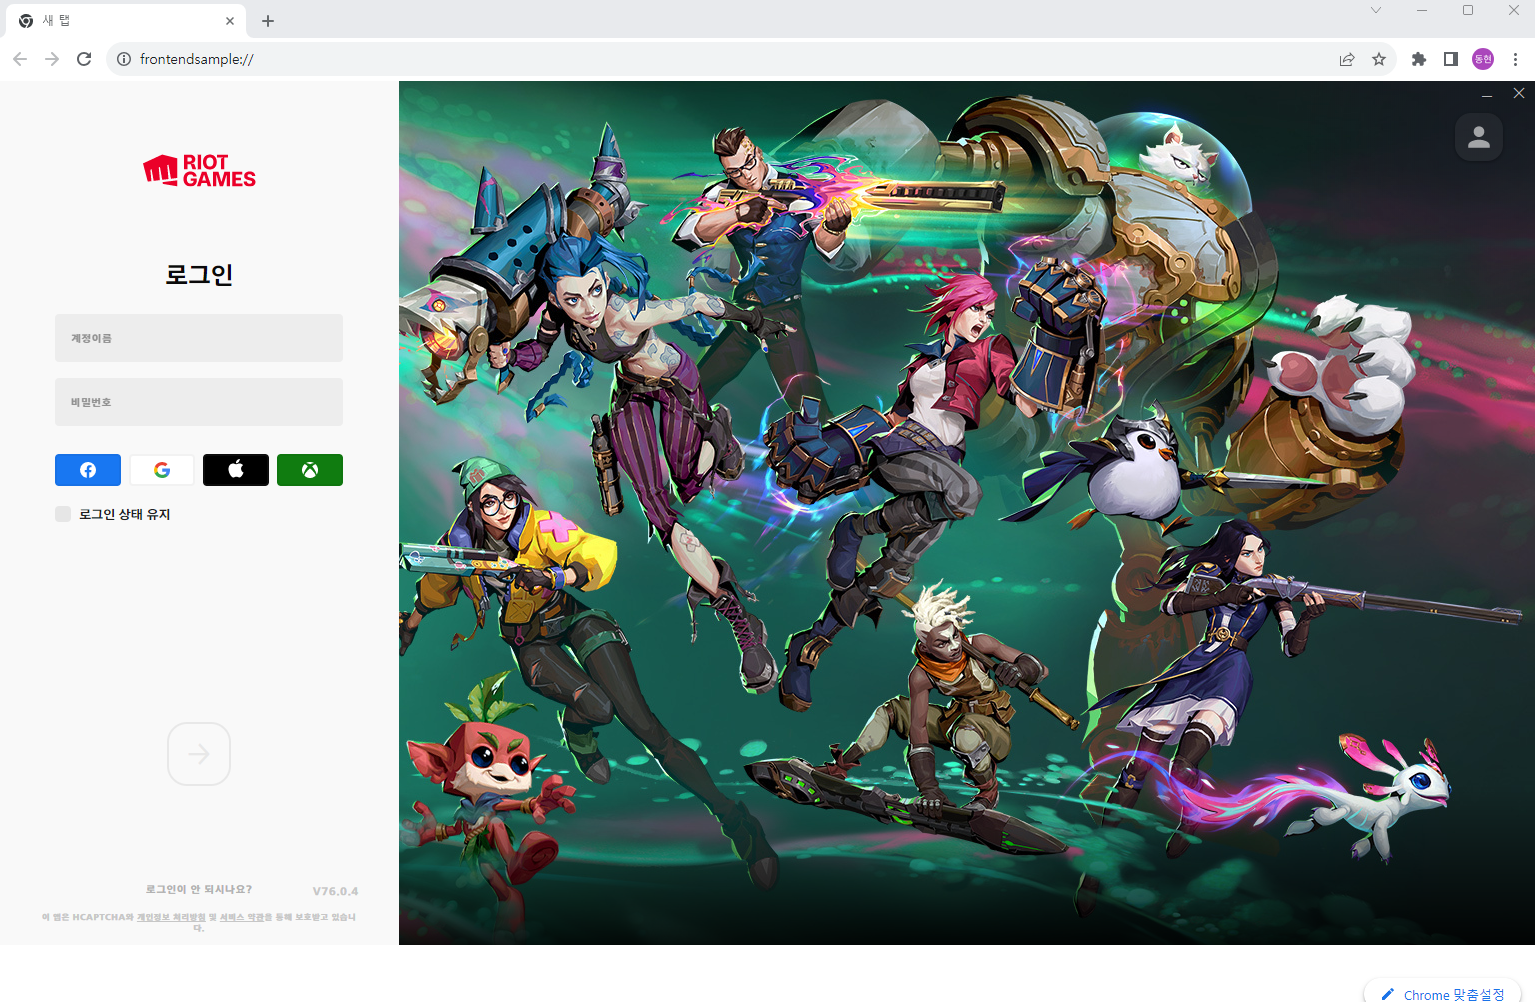 새 탭
frontendsample://
동현
RIOT
GAMES
로그인
계정이름
비밀번호
로그인 상태 유지
로그인이 안 되시나요?
V76.0.4
이 앱은 HCAPTCHA와 개인정보 처리방침 및 서비스 약관을 통해 보호받고 있습니
다.
Chrome 맞춤설정